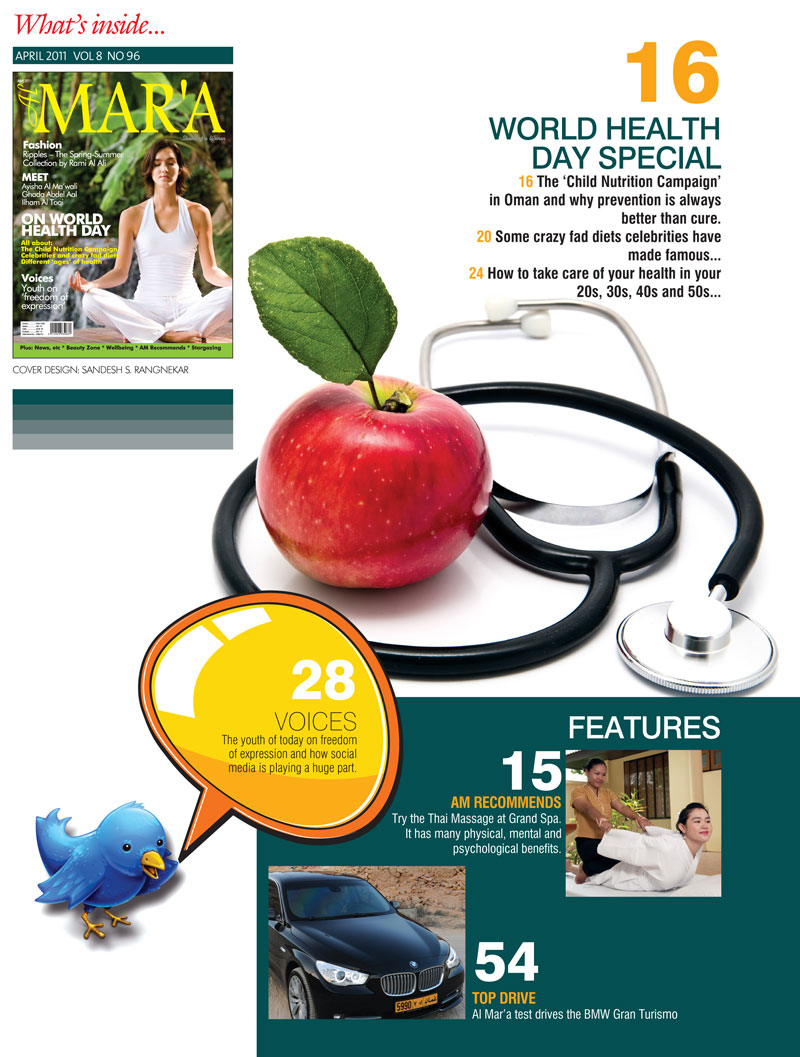 What's inside...
APRIL 2011 VOL 8 NO 96
Al
MAR'A
Fashion
Ripples – The Spring-Summer
Collection by Rami Al Ali
MEET
Ayisha Al Ma'wali
Ghada Abdel Aal
Ilham Al Toqi
ON WORLD
HEALTH DAY
All about:
The Child Nutrition Campaign
Celebrities and crazy fad diets
Different 'ages' of health
Voices
Youth on
'freedom of
expression'
Plus: News, etc * Beauty Zone * Wellbeing * AM Recommends * Stargazing
COVER DESIGN: SANDESH S. RANGNEKAR
16
WORLD HEALTH
DAY SPECIAL
16 The 'Child Nutrition Campaign'
in Oman and why prevention is always
better than cure.
20 Some crazy fad diets celebrities have
made famous...
24 How to take care of your health in your
20s, 30s, 40s and 50s...
28
VOICES
The youth of today on freedom
of expression and how social
media is playing a huge part.
FEATURES
15
AM RECOMMENDS
Try the Thai Massage at Grand Spa.
It has many physical, mental and
psychological benefits.
5990
54
TOP DRIVE
Al Mar'a test drives the BMW Gran Turismo